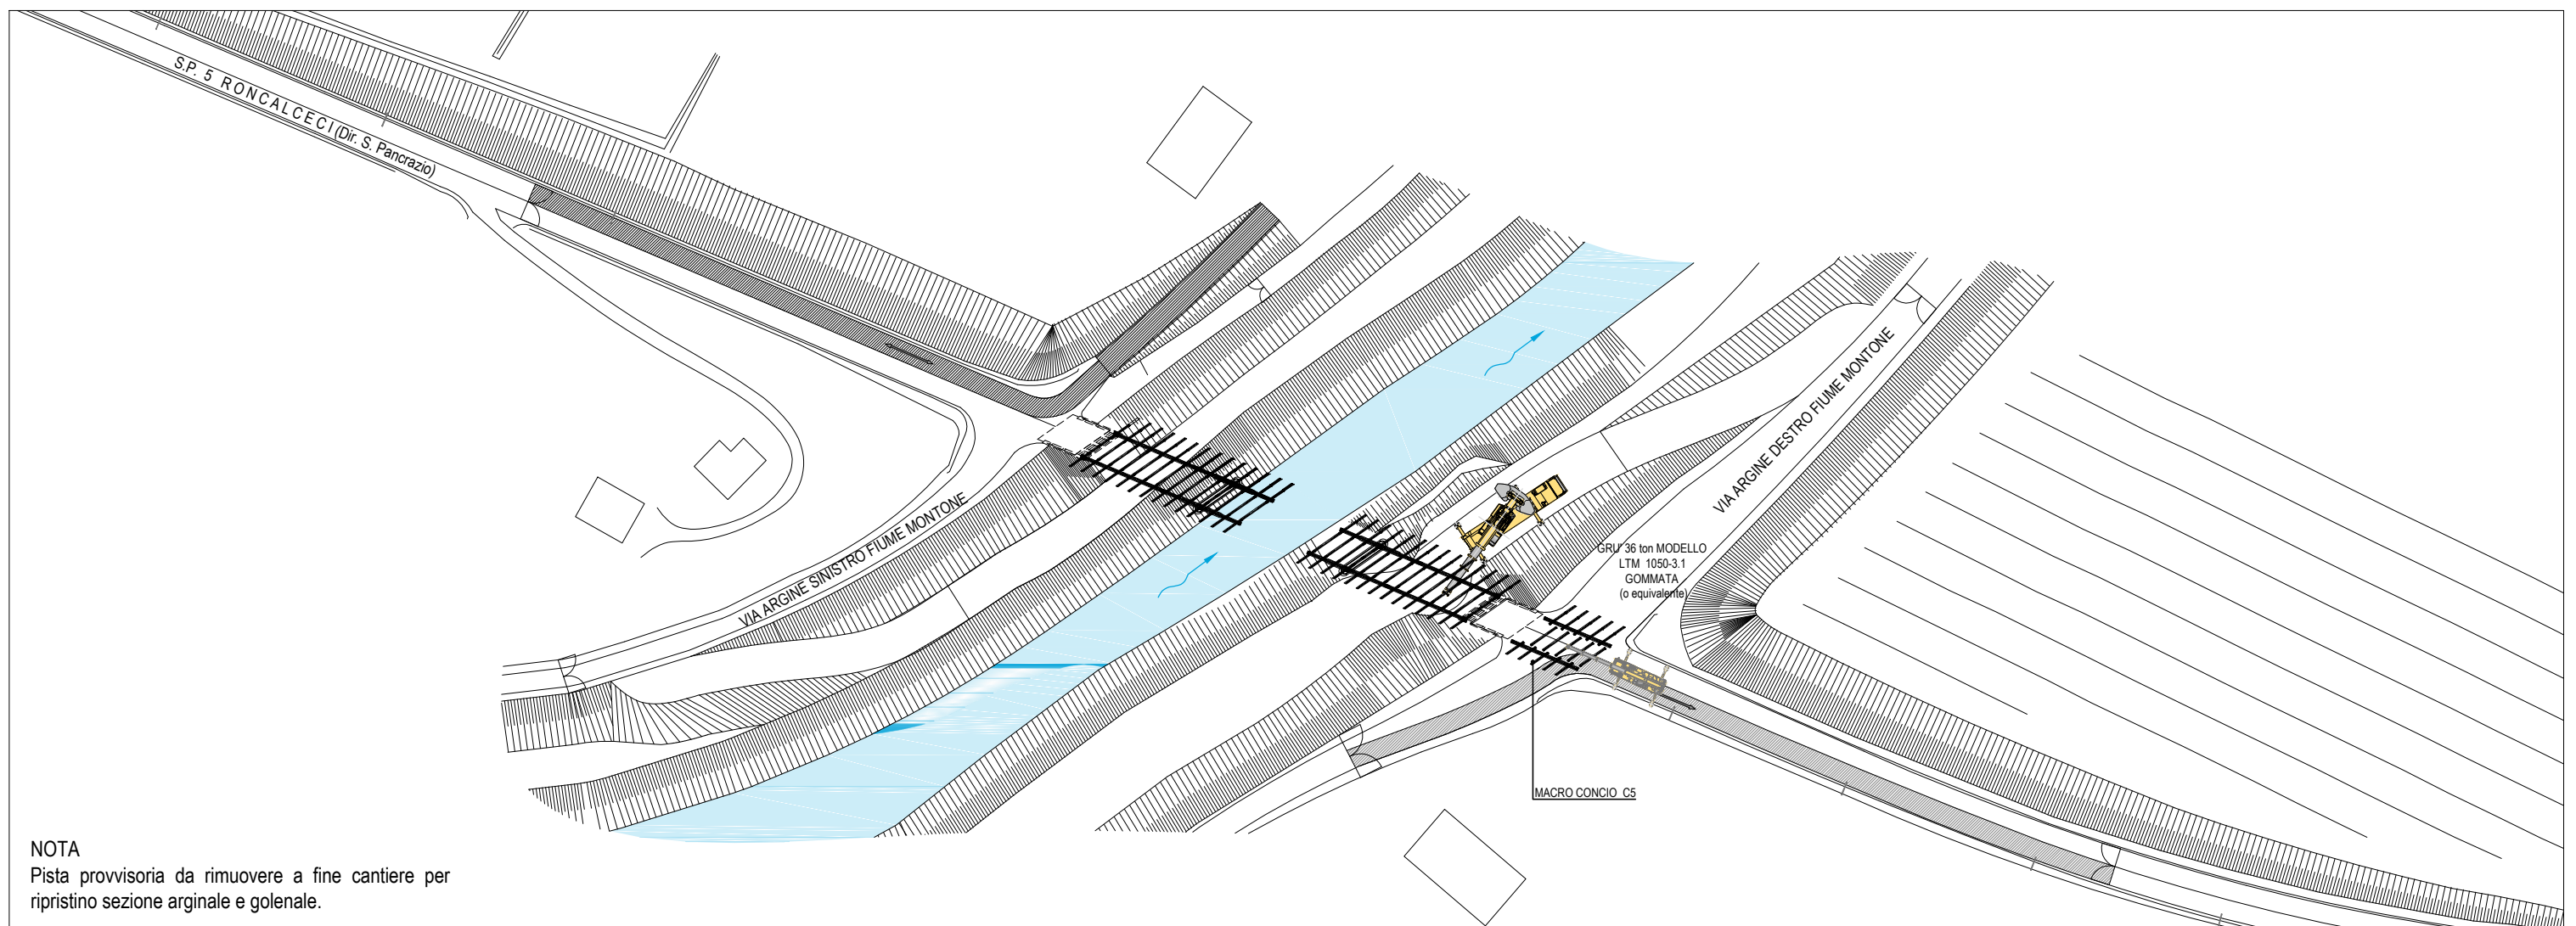 S.P. 5 RONCALCECI (Dir. S. Pancrazio)
VIA ARGINE SINISTRO FIUME MONTONE
VIA ARGINE DESTRO FIUME MONTONE
GRU' 36 ton MODELLO
LTM 1050-3.1
GOMMATA
(o equivalente)
MACRO CONCIO C5
NOTA
Pista provvisoria da rimuovere a fine cantiere per
ripristino sezione arginale e golenale.